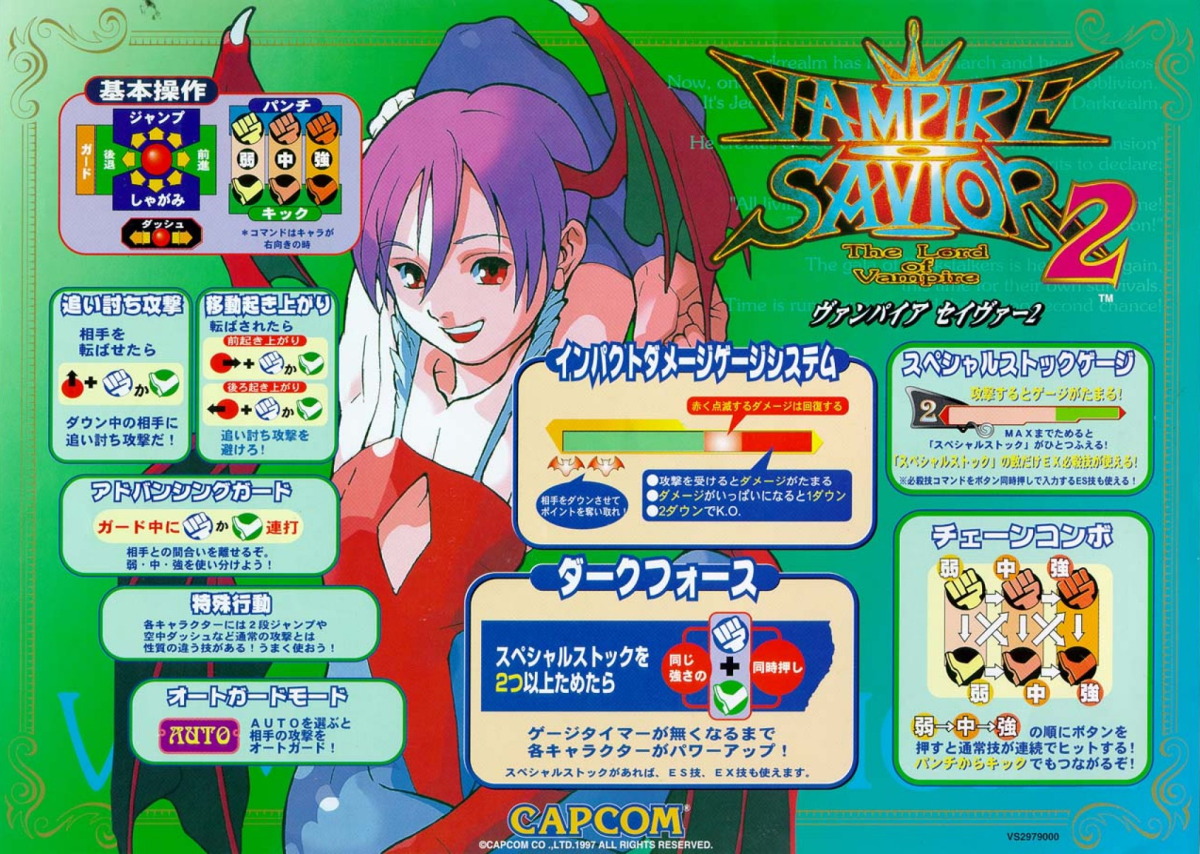 基本操作
ジャンプ
ガード
後退
前進
しゃがみ
ダッシュ
パンチ
弱 中 強
キック
＊コマンドはキャラが
右向きの時
VAMPIRE
SAVIOR 2
The Lord
of
Vampire
TM
ヴァンパイア セイヴァー2
追い討ち攻撃
相手を
転ばせたら
+ か
ダウン中の相手に
追い討ち攻撃だ！
移動起き上がり
転ばされたら
前起き上がり
+ か
後ろ起き上がり
+ か
追い討ち攻撃を
避けろ！
アドバンシングガード
ガード中に か 連打
相手との間合いを離せるぞ。
弱・中・強を使い分けよう！
特殊行動
各キャラクターには２段ジャンプや
空中ダッシュなど通常の攻撃とは
性質の違う技がある！うまく使おう！
オートガードモード
AUTO
ＡＵＴＯを選ぶと
相手の攻撃を
オートガード！
インパクトダメージゲージシステム
赤く点滅するダメージは回復する
相手をダウンさせて
ポイントを奪い取れ！
●攻撃を受けるとダメージがたまる
●ダメージがいっぱいになると1ダウン
●2ダウンでK.O.
ダークフォース
スペシャルストックを
2つ以上ためたら
同じ
強さの
+
同時押し
ゲージタイマーが無くなるまで
各キャラクターがパワーアップ！
スペシャルストックがあれば、ＥＳ技、ＥＸ技も使えます。
スペシャルストックゲージ
攻撃するとゲージがたまる！
2
ＭＡＸまでためると
「スペシャルストック」がひとつふえる！
「スペシャルストック」の数だけＥＸ必殺技が使える！
※必殺技コマンドをボタン同時押しで入力するES技も使える！
チェーンコンボ
弱 中 強
弱 中 強
弱→中→強 の順にボタンを
押すと通常技が連続でヒットする！
パンチからキックでもつながるぞ！
CAPCOM®
©CAPCOM CO.,LTD.1997 ALL RIGHTS RESERVED.
VS2979000